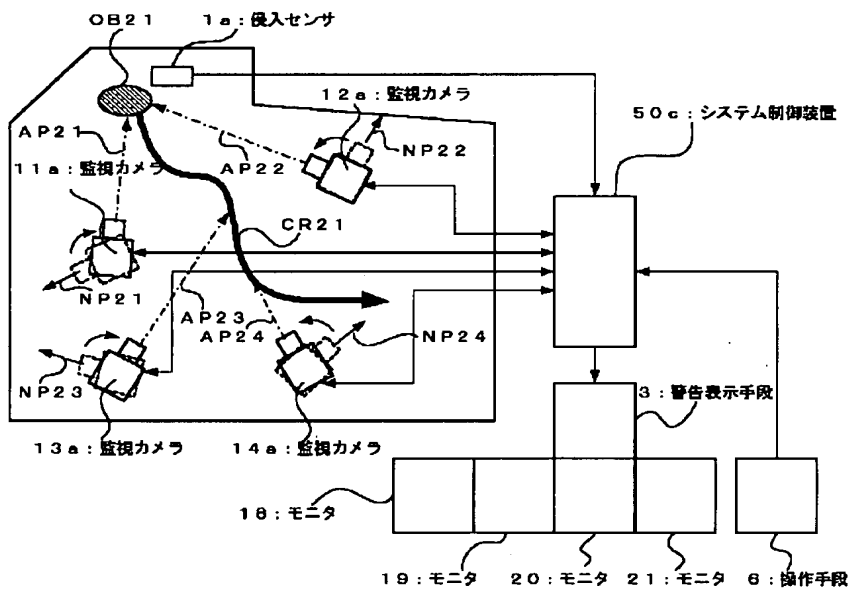 OB21
1a:侵入センサ
12a:監視カメラ
50c:システム制御装置
AP21
AP22
NP22
11a:監視カメラ
CR21
NP21
AP23
AP24
NP24
NP23
3:警告表示手段
13a:監視カメラ
14a:監視カメラ
18:モニタ
19:モニタ
20:モニタ
21:モニタ
6:操作手段